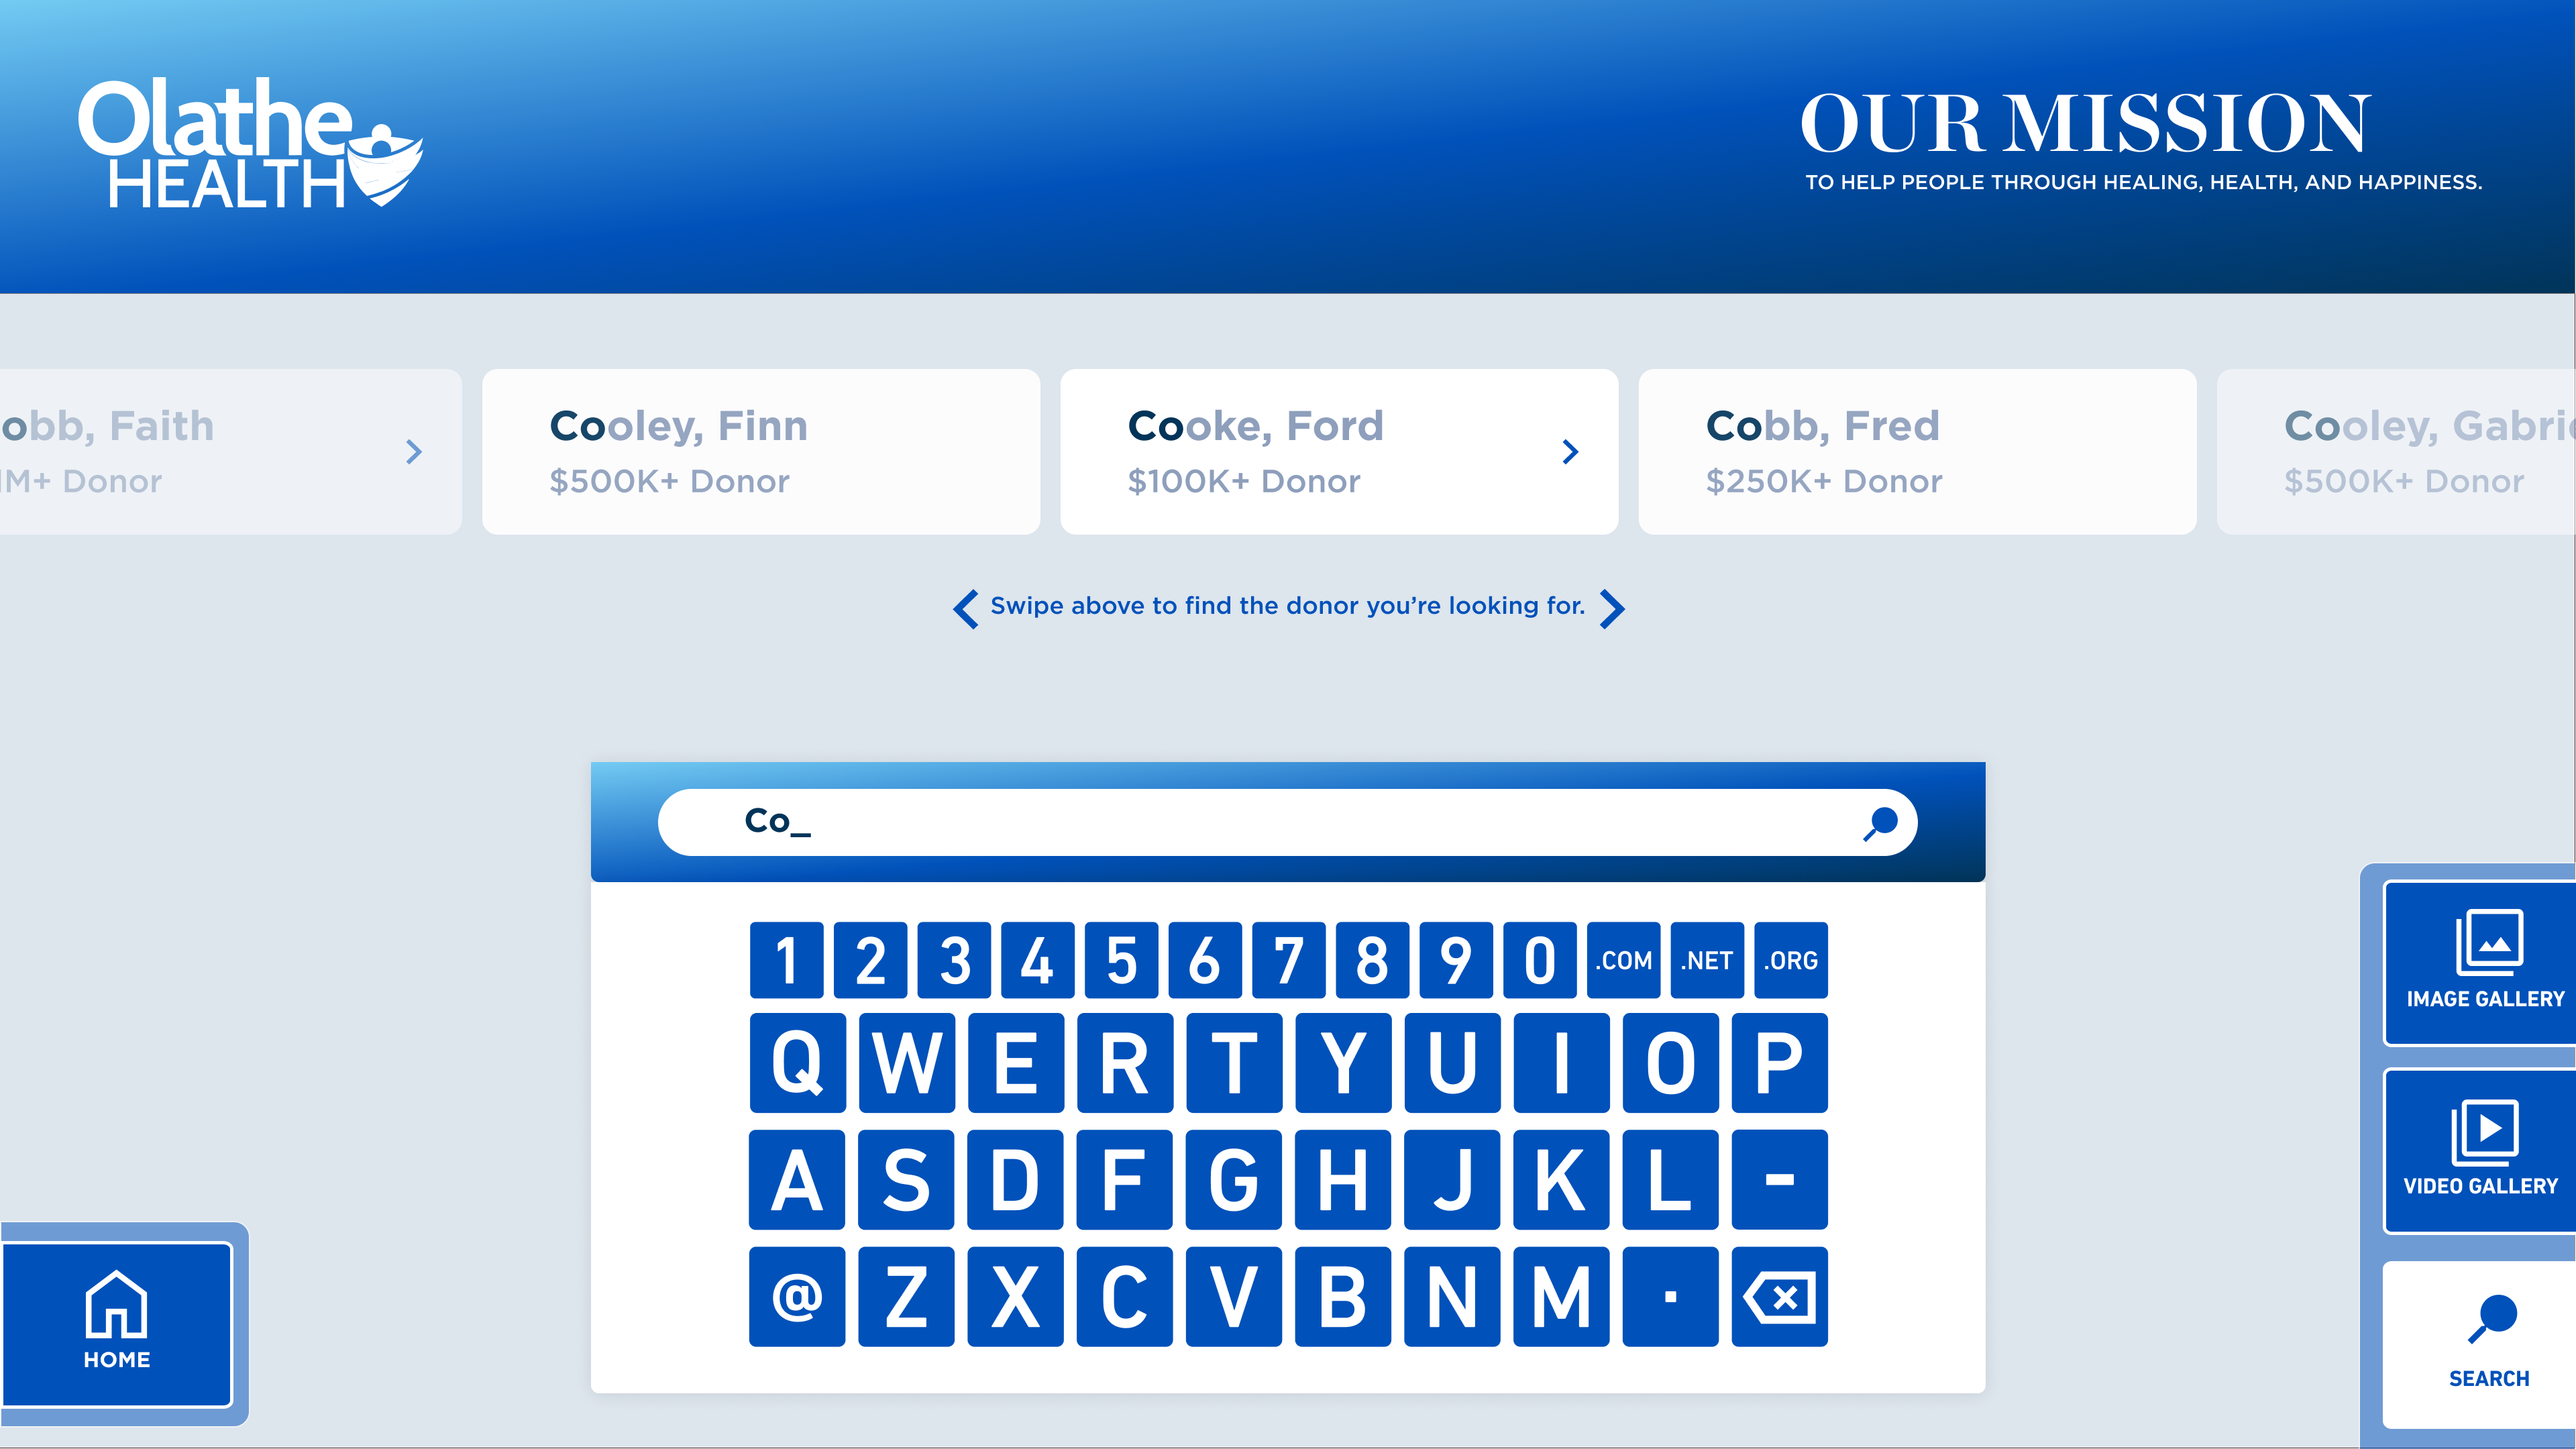 Olathe
HEALTH
OUR MISSION
TO HELP PEOPLE THROUGH HEALING, HEALTH, AND HAPPINESS.
obb, Faith
M+ Donor
Cooley, Finn
$500K+ Donor
Cooke, Ford
$100K+ Donor
Cobb, Fred
$250K+ Donor
Cooley, Gabri
$500K+ Donor
Swipe above to find the donor you’re looking for.
Co_
1 2 3 4 5 6 7 8 9 0 .COM .NET .ORG
Q W E R T Y U I O P
A S D F G H J K L -
@ Z X C V B N M .
HOME
IMAGE GALLERY
VIDEO GALLERY
SEARCH